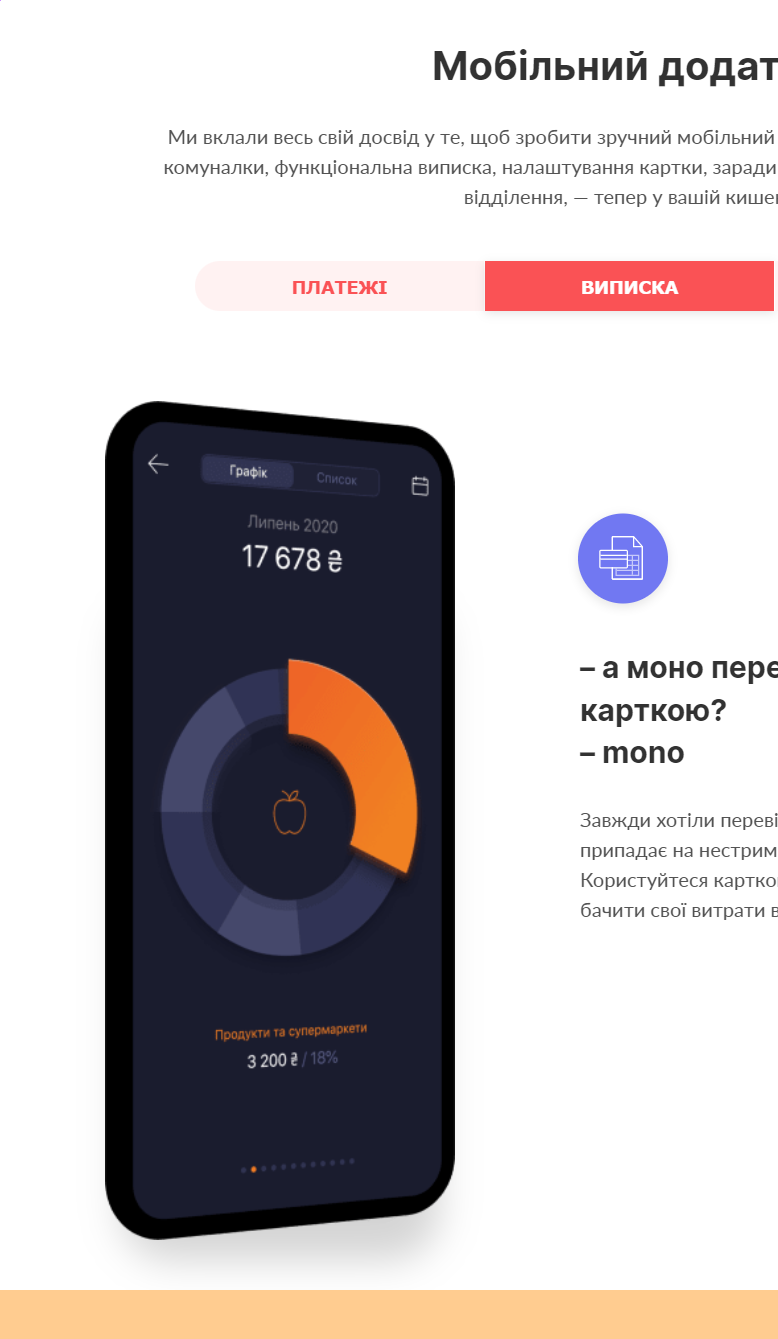 Мобільний додат
Ми вклали весь свій досвід у те, щоб зробити зручний мобільний
комуналки, функціональна виписка, налаштування картки, заради
відділення, — тепер у вашій кишен
ПЛАТЕЖІ
ВИПИСКА
Графік
Список
Липень 2020
17 678 ₴
Продукти та супермаркети
3 200 ₴ / 18%
– а моно пере
карткою?
– mono
Завжди хотіли переві
припадає на нестрим
Користуйтеся картко
бачити свої витрати в